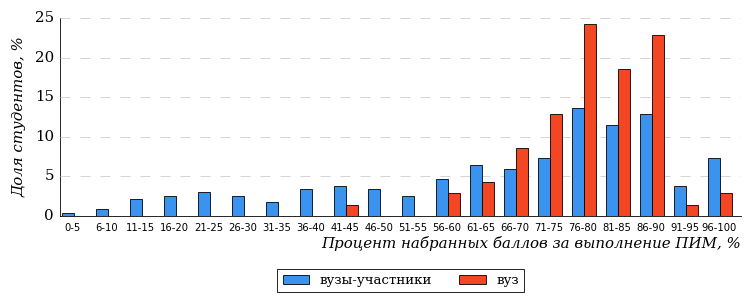 25
20
15
10
5
0
Доля студентов, %
0-5 6-10 11-15 16-20 21-25 26-30 31-35 36-40 41-45 46-50 51-55 56-60 61-65 66-70 71-75 76-80 81-85 86-90 91-95 96-100
Процент набранных баллов за выполнение ПИМ, %
вузы-участники вуз